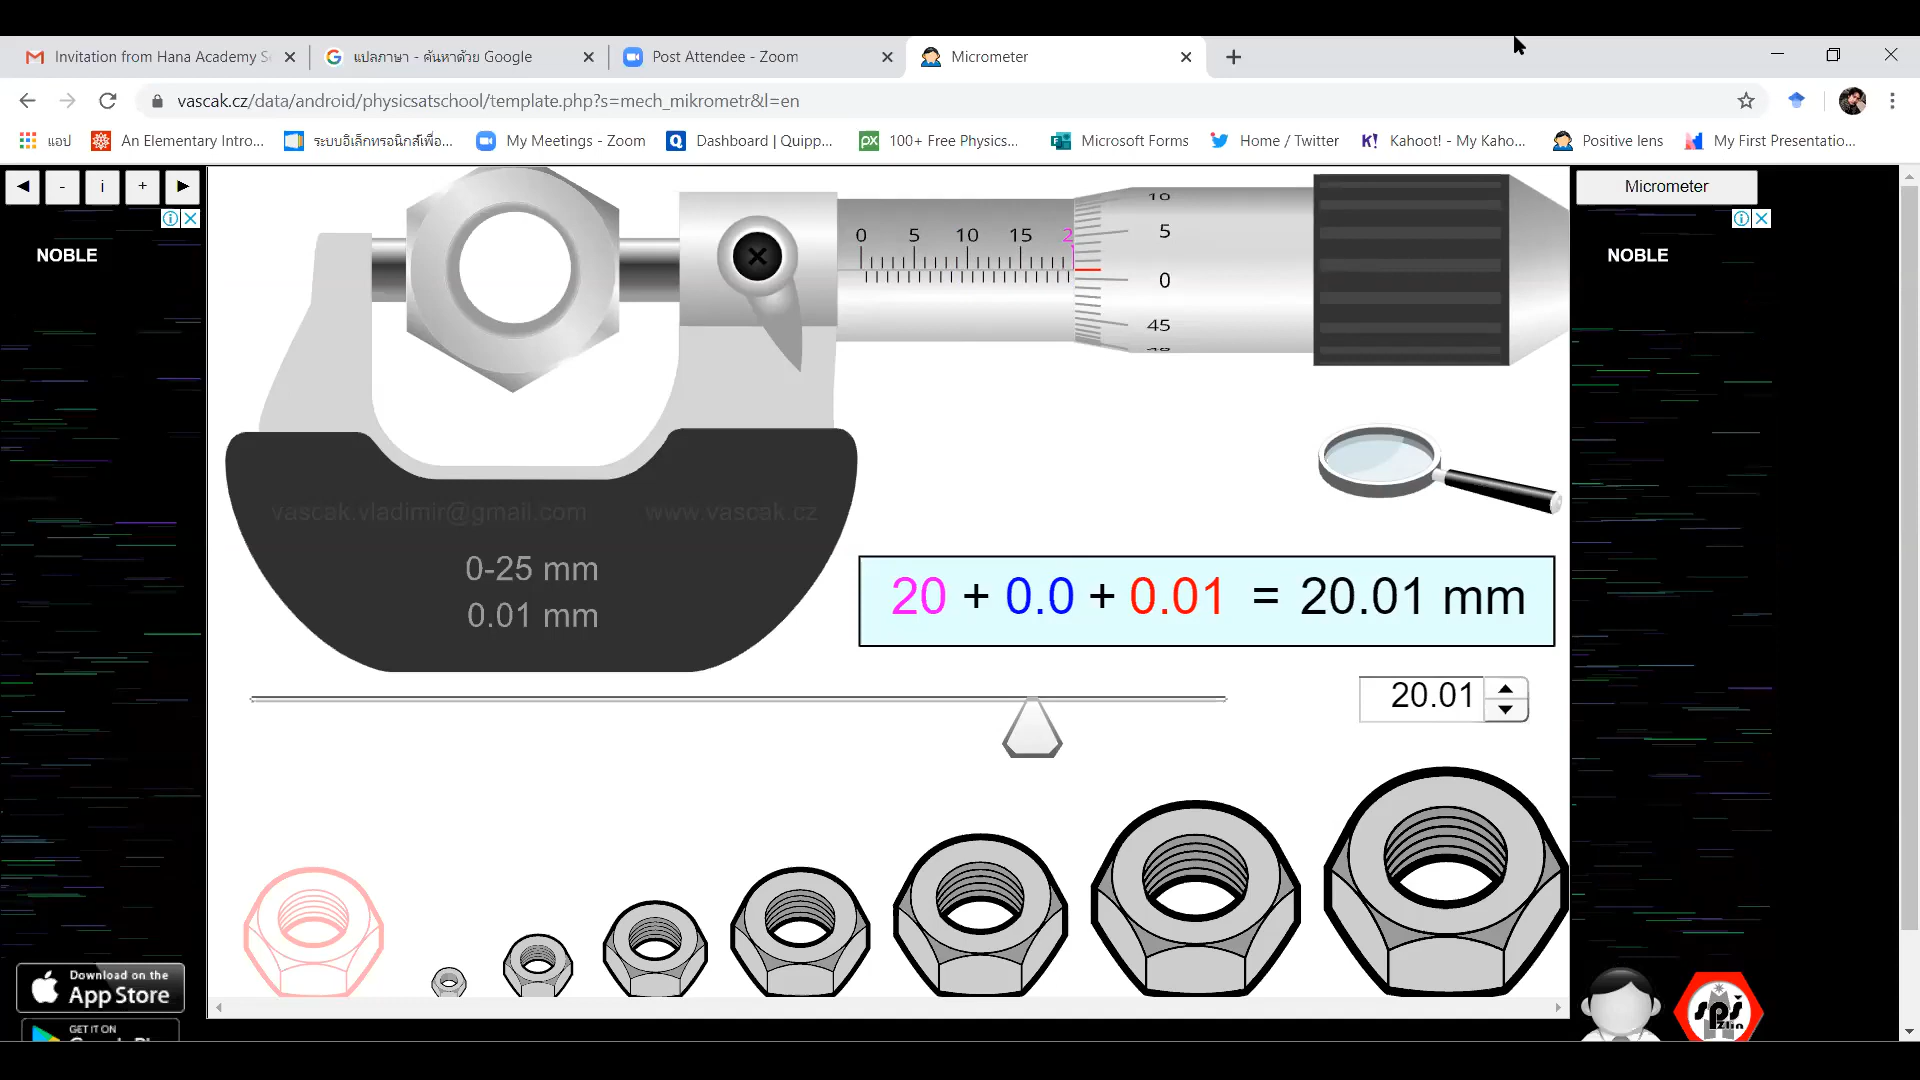 Invitation from Hana Academy Se
แปลภาษา - ค้นหาด้วย Google
Post Attendee - Zoom
Micrometer
vascak.cz/data/android/physicsatschool/template.php?s=mech_mikrometr&l=en
แอป
An Elementary Intro...
ระบบอิเล็กทรอนิกส์เพื่อ...
My Meetings - Zoom
Dashboard | Quipp...
100+ Free Physics...
Microsoft Forms
Home / Twitter
Kahoot! - My Kaho...
Positive lens
My First Presentatio...
- i +
Micrometer
NOBLE
NOBLE
0 5 10 15 2
10
5
0
45
vascak.vladimir@gmail.com www.vascak.cz
0-25 mm
0.01 mm
20 + 0.0 + 0.01 = 20.01 mm
20.01
Download on the
App Store
GET IT ON
spš
Zlín